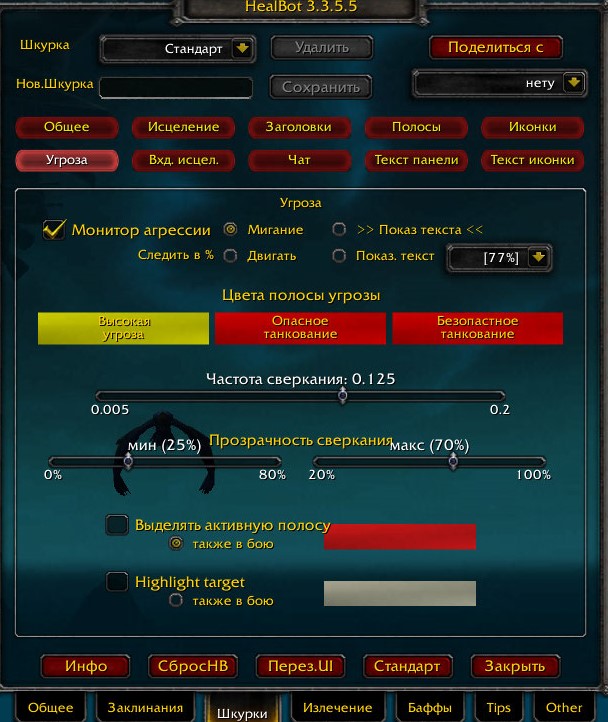 HealBot 3.3.5.5
Шкурка Стандарт Удалить Поделиться с
Нов.Шкурка Сохранить нету
Общее Исцеление Заголовки Полосы Иконки
Угроза Вхд. исцел. Чат Текст панели Текст иконки
Угроза
Монитор агрессии Мигание >> Показ текста <<
Следить в % Двигать Показ. текст [77%]
Цвета полосы угрозы
Высокая угроза Опасное танкование Безопастное танкование
Частота сверкания: 0.125
0.005 0.2
мин (25%) Прозрачность сверкания макс (70%)
0% 80% 20% 100%
Выделять активную полосу
также в бою
Highlight target
также в бою
Инфо СбросHB Перез.UI Стандарт Закрыть
Общее Заклинания Шкурки Излечение Баффы Tips Other